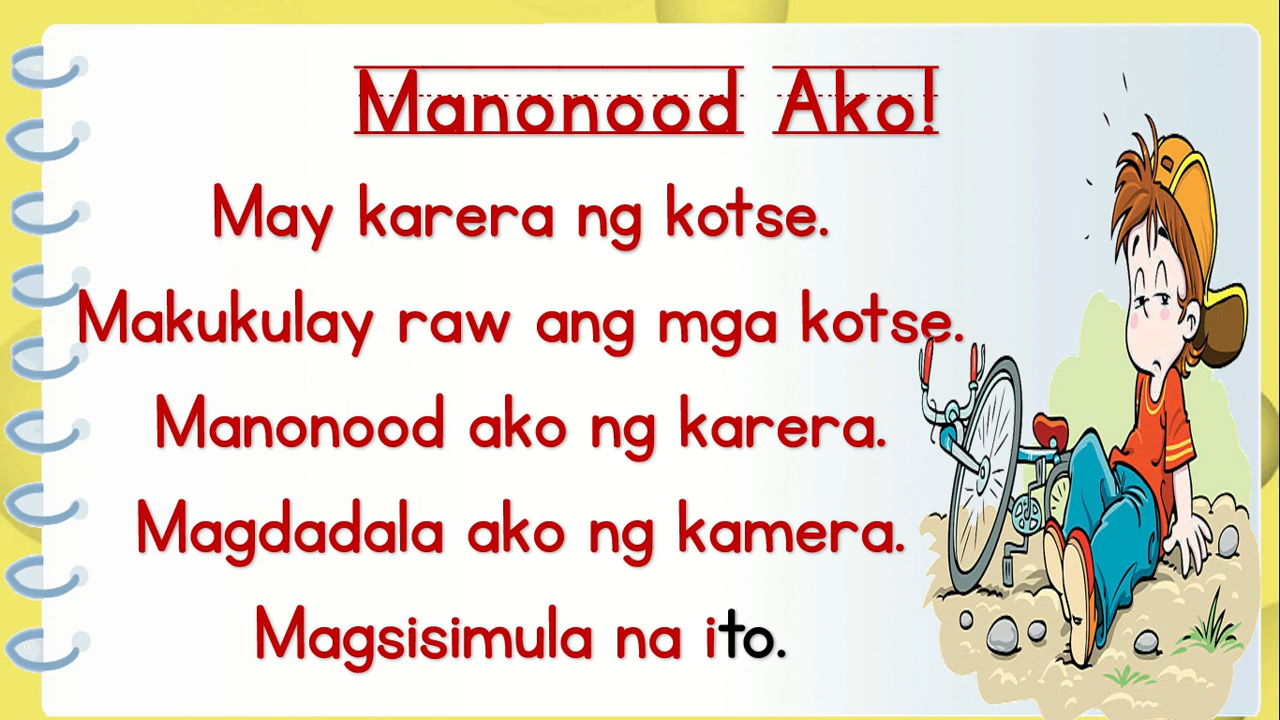 Manonood Ako!
May karera ng kotse.
Makukulay raw ang mga kotse.
Manonood ako ng karera.
Magdadala ako ng kamera.
Magsisimula na ito.